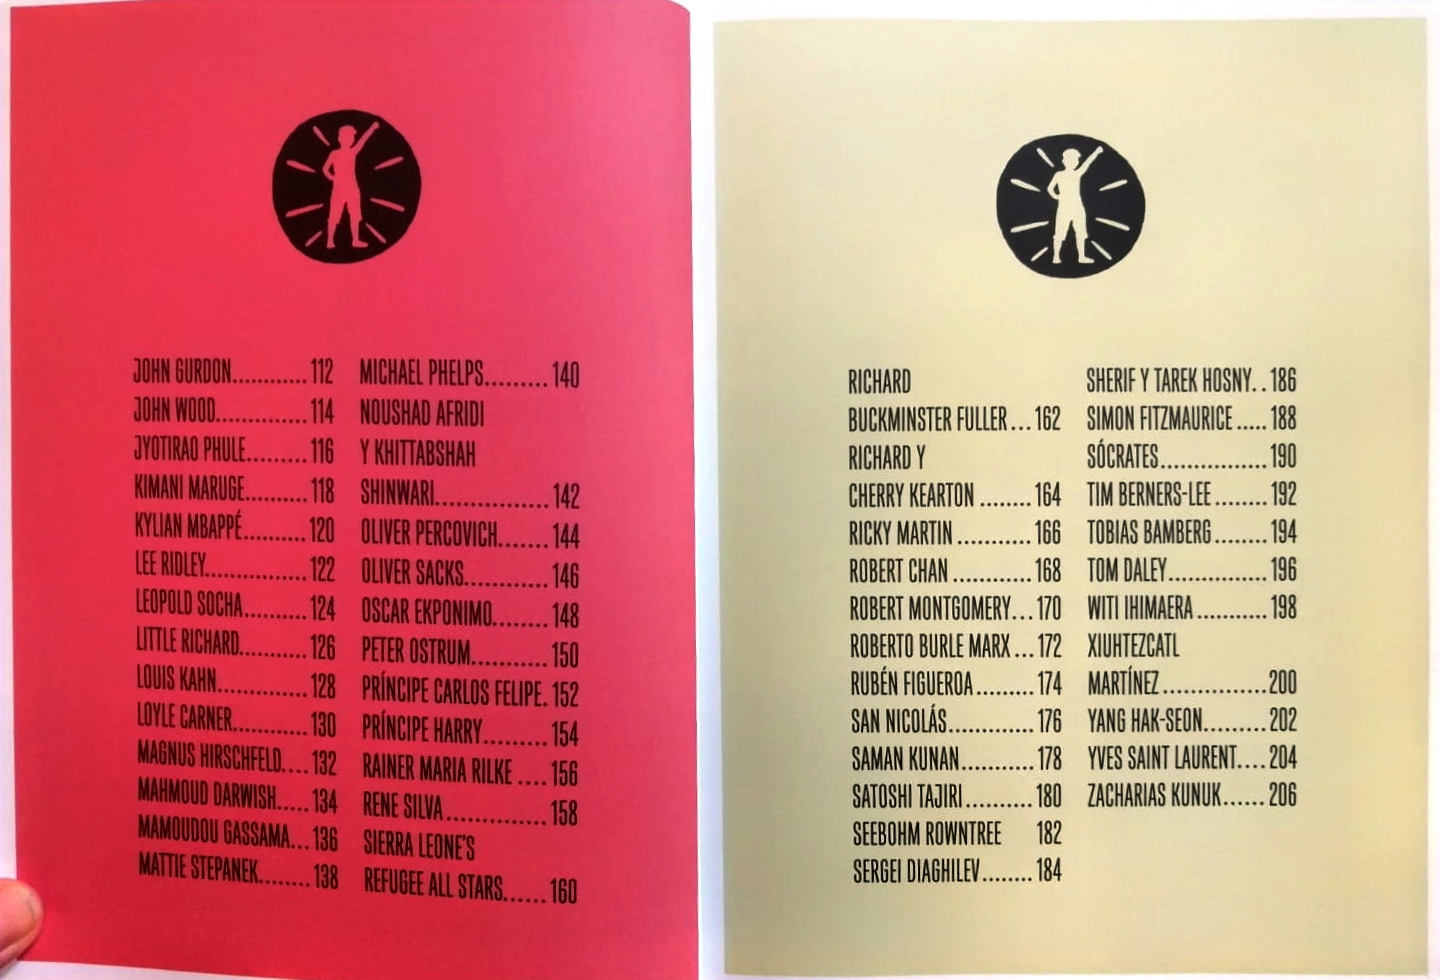 JOHN GURDON............112
JOHN WOOD...............114
JYOTIRAO PHULE..........116
KIMANI MARUGE..........118
KYLIAN MBAPPÉ..........120
LEE RIDLEY.................122
LEOPOLD SOCHA..........124
LITTLE RICHARD...........126
LOUIS KAHN...............128
LOYLE CARNER............130
MAGNUS HIRSCHFELD....132
MAHMOUD DARWISH.....134
MAMOUDOU GASSAMA...136
MATTIE STEPANEK........138
MICHAEL PHELPS.........140
NOUSHAD AFRIDI
Y KHITTABSHAH
SHINWARI...................142
OLIVER PERCOVICH.......144
OLIVER SACKS.............146
OSCAR EKPONIMO.........148
PETER OSTRUM............150
PRÍNCIPE CARLOS FELIPE.152
PRÍNCIPE HARRY..........154
RAINER MARIA RILKE ....156
RENE SILVA.................158
SIERRA LEONE'S
REFUGEE ALL STARS......160
RICHARD
BUCKMINSTER FULLER...162
RICHARD Y
CHERRY KEARTON ........164
RICKY MARTIN ............166
ROBERT CHAN .............168
ROBERT MONTGOMERY...170
ROBERTO BURLE MARX ...172
RUBÉN FIGUEROA .........174
SAN NICOLÁS..............176
SAMAN KUNAN............178
SATOSHI TAJIRI...........180
SEEBOHM ROWNTREE 182
SERGEI DIAGHILEV........184
SHERIF Y TAREK HOSNY..186
SIMON FITZMAURICE .....188
SÓCRATES.................190
TIM BERNERS-LEE ........192
TOBIAS BAMBERG ........194
TOM DALEY................196
WITI IHIMAERA ...........198
XIUHTEZCATL
MARTÍNEZ .................200
YANG HAK-SEON..........202
YVES SAINT LAURENT....204
ZACHARIAS KUNUK......206